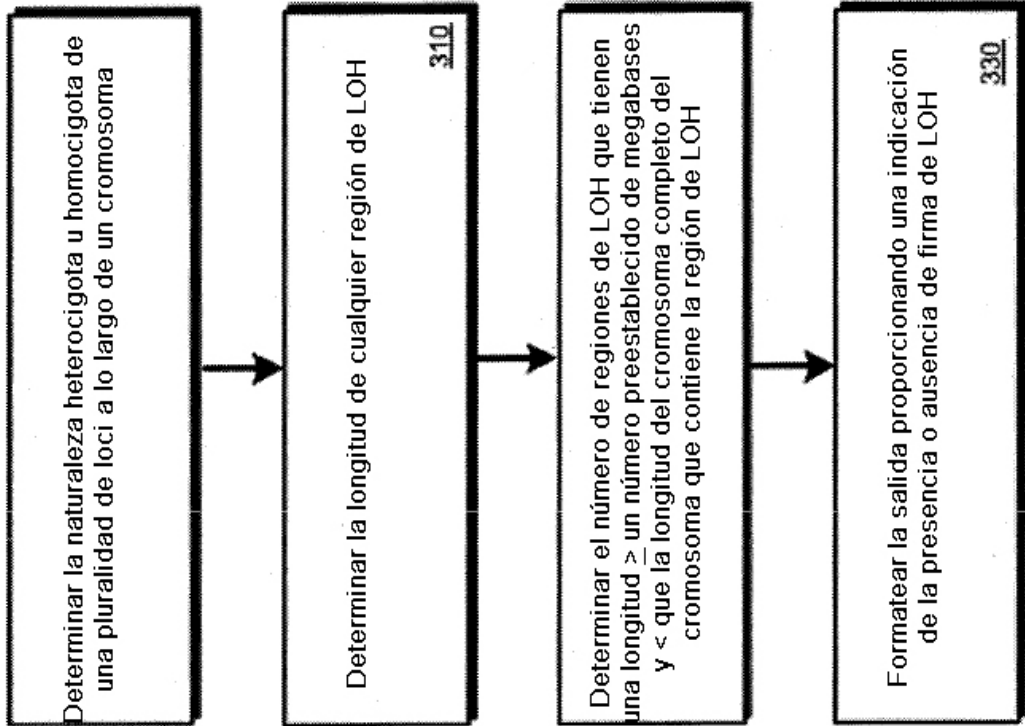 Determinar la naturaleza heterocigota u homocigota de
una pluralidad de loci a lo largo de un cromosoma
Determinar la longitud de cualquier región de LOH
310
Determinar el número de regiones de LOH que tienen
una longitud ≥ un número preestablecido de megabases
y < que la longitud del cromosoma completo del
cromosoma que contiene la región de LOH
Formatear la salida proporcionando una indicación
de la presencia o ausencia de firma de LOH
330